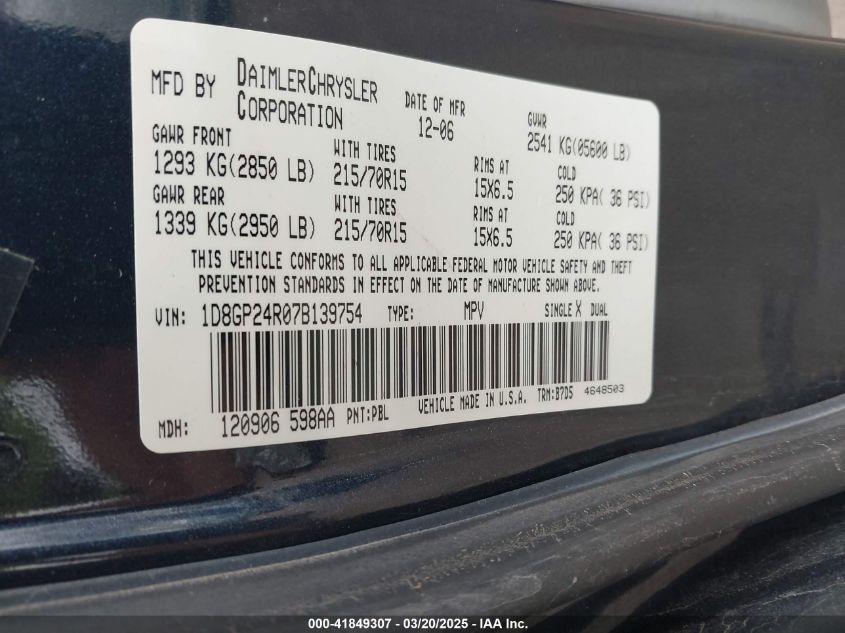 MFD BY DAIMLERCHRYSLER CORPORATION DATE OF MFR 12-06 GVWR 2541 KG(05600 LB)
GAWR FRONT WITH TIRES RIMS AT COLD
1293 KG(2850 LB) 215/70R15 15X6.5 250 KPA( 36 PSI)
GAWR REAR WITH TIRES RIMS AT COLD
1339 KG(2950 LB) 215/70R15 15X6.5 250 KPA( 36 PSI)
THIS VEHICLE CONFORMS TO ALL APPLICABLE FEDERAL MOTOR VEHICLE SAFETY AND THEFT
PREVENTION STANDARDS IN EFFECT ON THE DATE OF MANUFACTURE SHOWN ABOVE.
VIN: 1D8GP24R07B139754 TYPE: MPV SINGLE X DUAL
MDH: 120906 598AA PNT:PBL VEHICLE MADE IN U.S.A. TRM:B7D5 4648503
000-41849307 - 03/20/2025 - IAA Inc.